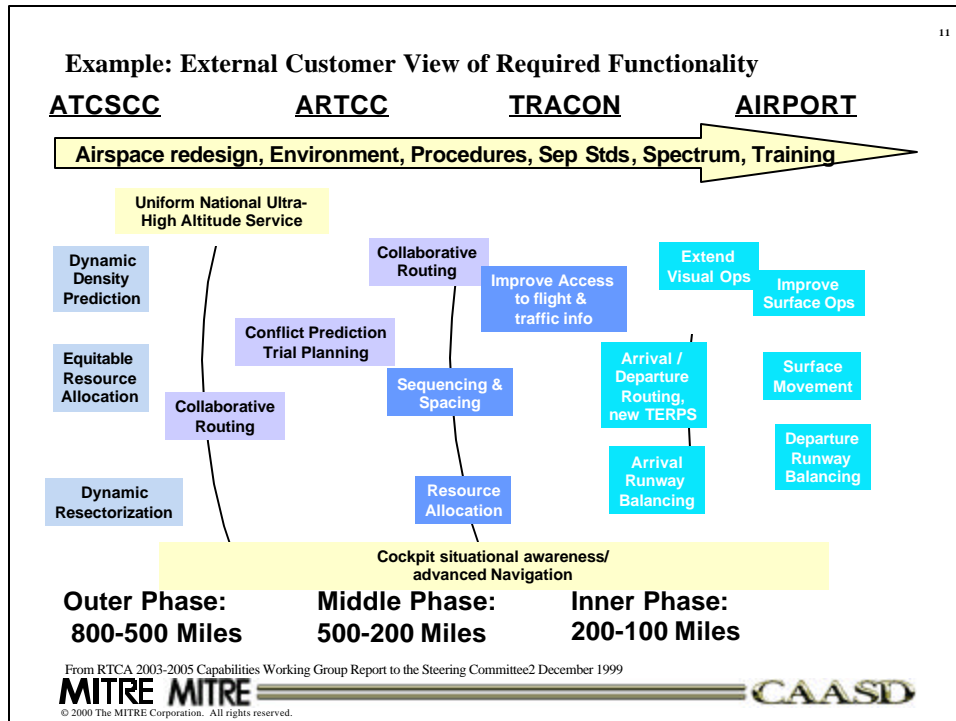 11
Example: External Customer View of Required Functionality
ATCSCC
ARTCC
TRACON
AIRPORT
Airspace redesign, Environment, Procedures, Sep Stds, Spectrum, Training
Uniform National Ultra-
High Altitude Service
Dynamic
Density
Prediction
Equitable
Resource
Allocation
Dynamic
Resectorization
Collaborative
Routing
Conflict Prediction
Trial Planning
Collaborative
Routing
Sequencing &
Spacing
Resource
Allocation
Improve Access
to flight &
traffic info
Extend
Visual Ops
Improve
Surface Ops
Arrival /
Departure
Routing,
new TERPS
Surface
Movement
Arrival
Runway
Balancing
Departure
Runway
Balancing
Cockpit situational awareness/
advanced Navigation
Outer Phase:
800-500 Miles
Middle Phase:
500-200 Miles
Inner Phase:
200-100 Miles
From RTCA 2003-2005 Capabilities Working Group Report to the Steering Committee2 December 1999
MITRE MITRE
CAASD
© 2000 The MITRE Corporation. All rights reserved.